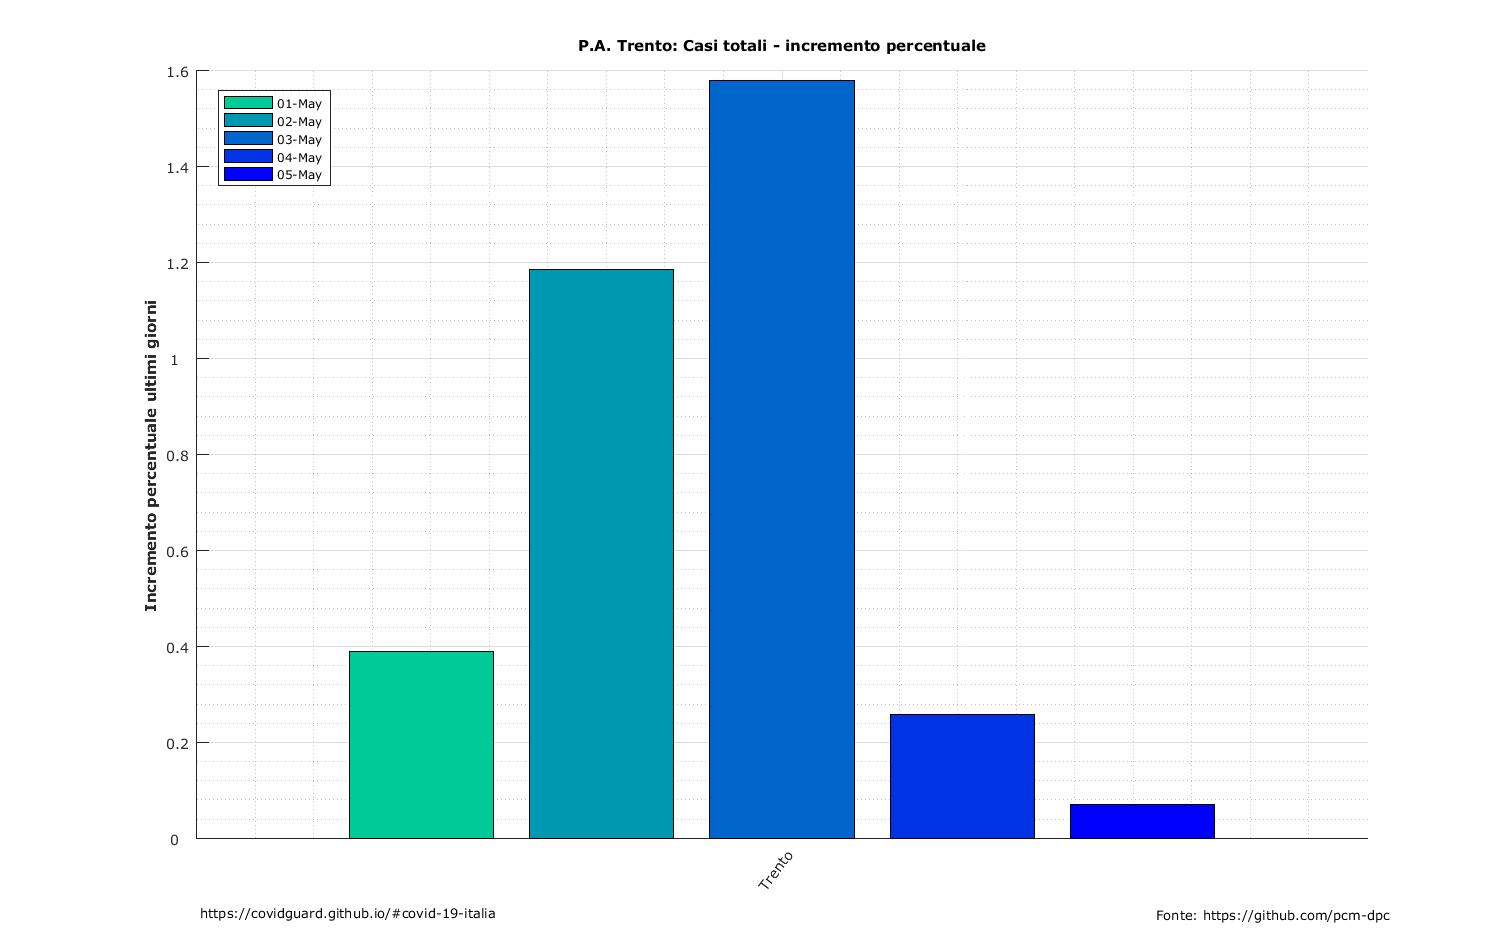 P.A. Trento: Casi totali - incremento percentuale
1.6
1.4
1.2
1
0.8
0.6
0.4
0.2
0
Incremento percentuale ultimi giorni
01-May
02-May
03-May
04-May
05-May
Trento
https://covidguard.github.io/#covid-19-italia
Fonte: https://github.com/pcm-dpc